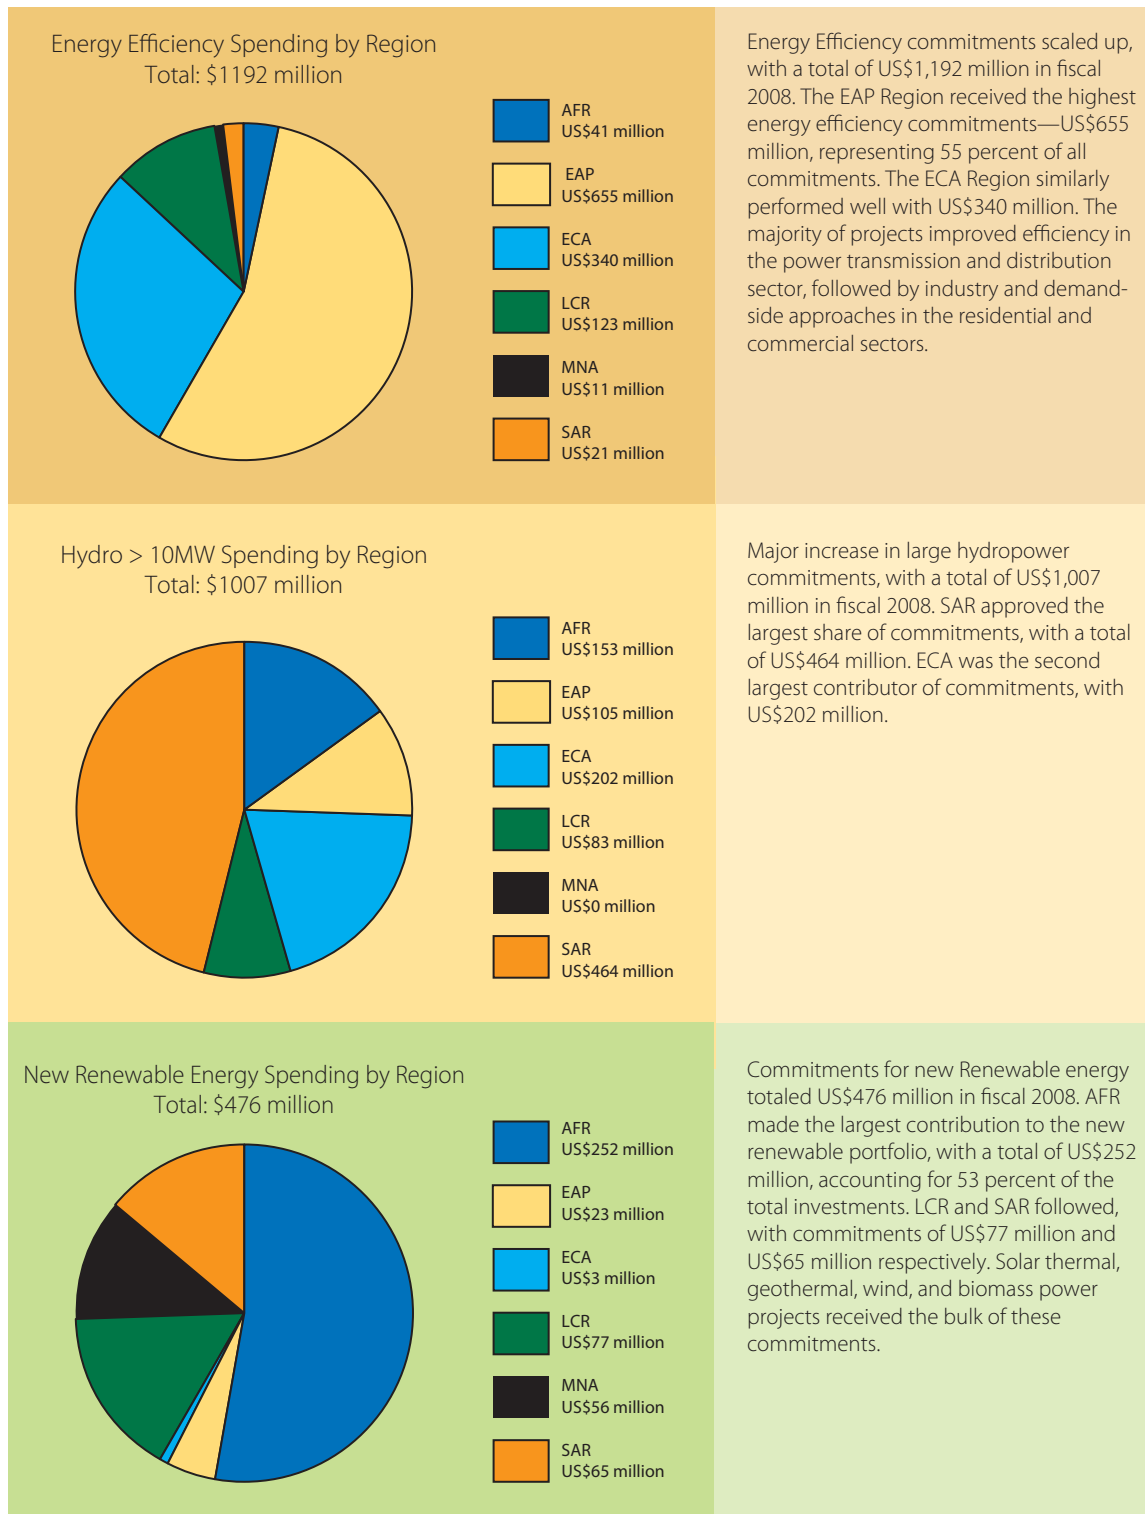 Energy Efficiency Spending by Region
Total: $1192 million
AFR
US$41 million
EAP
US$655 million
ECA
US$340 million
LCR
US$123 million
MNA
US$11 million
SAR
US$21 million
Energy Efficiency commitments scaled up,
with a total of US$1,192 million in fiscal
2008. The EAP Region received the highest
energy efficiency commitments—US$655
million, representing 55 percent of all
commitments. The ECA Region similarly
performed well with US$340 million. The
majority of projects improved efficiency in
the power transmission and distribution
sector, followed by industry and demand-
side approaches in the residential and
commercial sectors.
Hydro > 10MW Spending by Region
Total: $1007 million
AFR
US$153 million
EAP
US$105 million
ECA
US$202 million
LCR
US$83 million
MNA
US$0 million
SAR
US$464 million
Major increase in large hydropower
commitments, with a total of US$1,007
million in fiscal 2008. SAR approved the
largest share of commitments, with a total
of US$464 million. ECA was the second
largest contributor of commitments, with
US$202 million.
New Renewable Energy Spending by Region
Total: $476 million
AFR
US$252 million
EAP
US$23 million
ECA
US$3 million
LCR
US$77 million
MNA
US$56 million
SAR
US$65 million
Commitments for new Renewable energy
totaled US$476 million in fiscal 2008. AFR
made the largest contribution to the new
renewable portfolio, with a total of US$252
million, accounting for 53 percent of the
total investments. LCR and SAR followed,
with commitments of US$77 million and
US$65 million respectively. Solar thermal,
geothermal, wind, and biomass power
projects received the bulk of these
commitments.